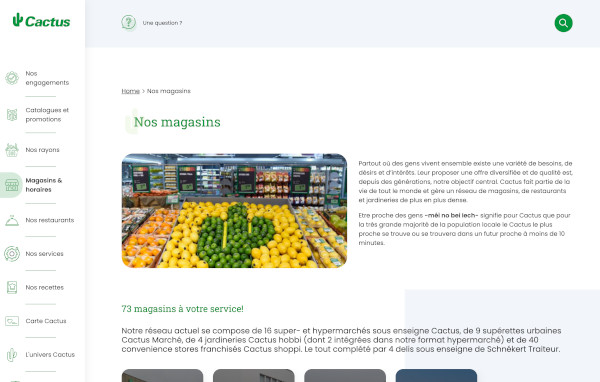 Cactus
Une question ?
Nos
engagements
Catalogues et
promotions
Nos rayons
Magasins &
horaires
Nos restaurants
Nos services
Nos recettes
Carte Cactus
L'univers Cactus
Home > Nos magasins
Nos magasins
Partout où des gens vivent ensemble existe une variété de besoins, de
désirs et d'intérêts. Leur proposer une offre diversifiée et de qualité est,
depuis des générations, notre objectif central. Cactus fait partie de la
vie de tout le monde et gère un réseau de magasins, de restaurants
et jardineries de plus en plus dense.
Etre proche des gens -méi no bei Iech- signifie pour Cactus que pour
la très grande majorité de la population locale le Cactus le plus
proche se trouve ou se trouvera dans un futur proche à moins de 10
minutes.
73 magasins à votre service!
Notre réseau actuel se compose de 16 super- et hypermarchés sous enseigne Cactus, de 9 supérettes urbaines
Cactus Marché, de 4 jardineries Cactus hobbi (dont 2 intégrées dans notre format hypermarché) et de 40
convenience stores franchisés Cactus shoppi. Le tout complété par 4 delis sous enseigne de Schnékert Traiteur.